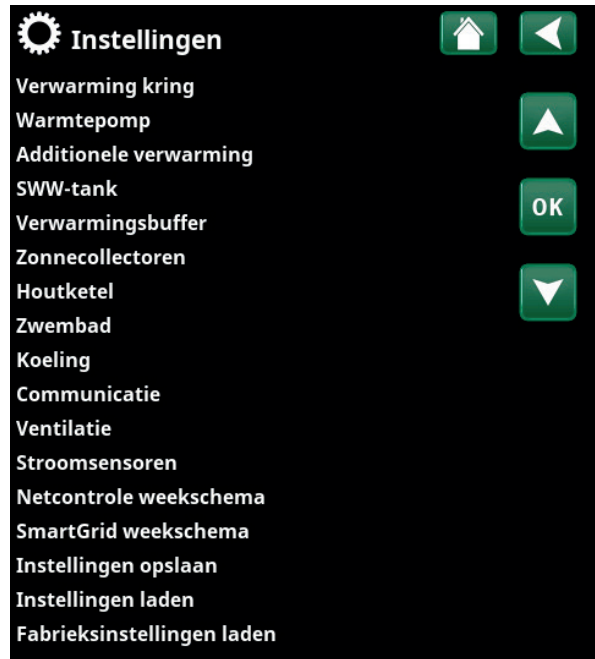 Instellingen
Verwarming kring
Warmtepomp
Additionele verwarming
SWW-tank
OK
Verwarmingsbuffer
Zonnecollectoren
Houtketel
Zwembad
Koeling
Communicatie
Ventilatie
Stroomsensoren
Netcontrole weekschema
SmartGrid weekschema
Instellingen opslaan
Instellingen laden
Fabrieksinstellingen laden